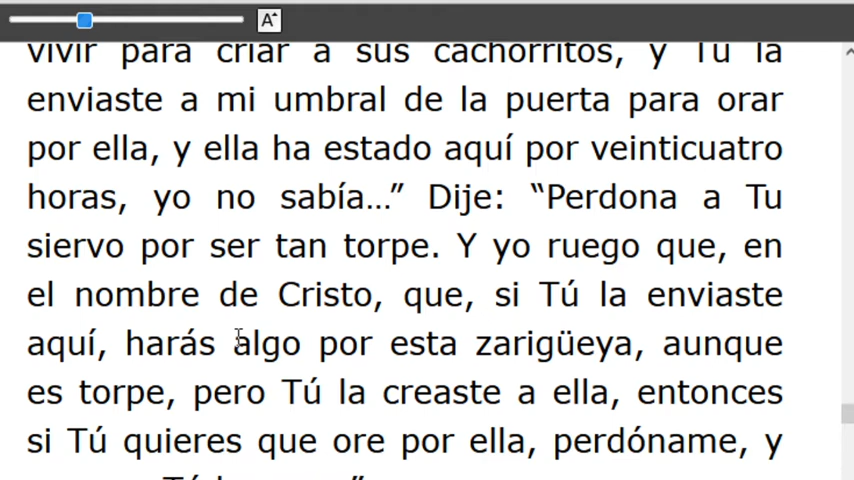 A
vivir para criar a sus cachorritos, y Tú la
enviaste a mi umbral de la puerta para orar
por ella, y ella ha estado aquí por veinticuatro
horas, yo no sabía…” Dije: “Perdona a Tu
siervo por ser tan torpe. Y yo ruego que, en
el nombre de Cristo, que, si Tú la enviaste
aquí, harás algo por esta zarigüeya, aunque
es torpe, pero Tú la creaste a ella, entonces
si Tú quieres que ore por ella, perdóname, y